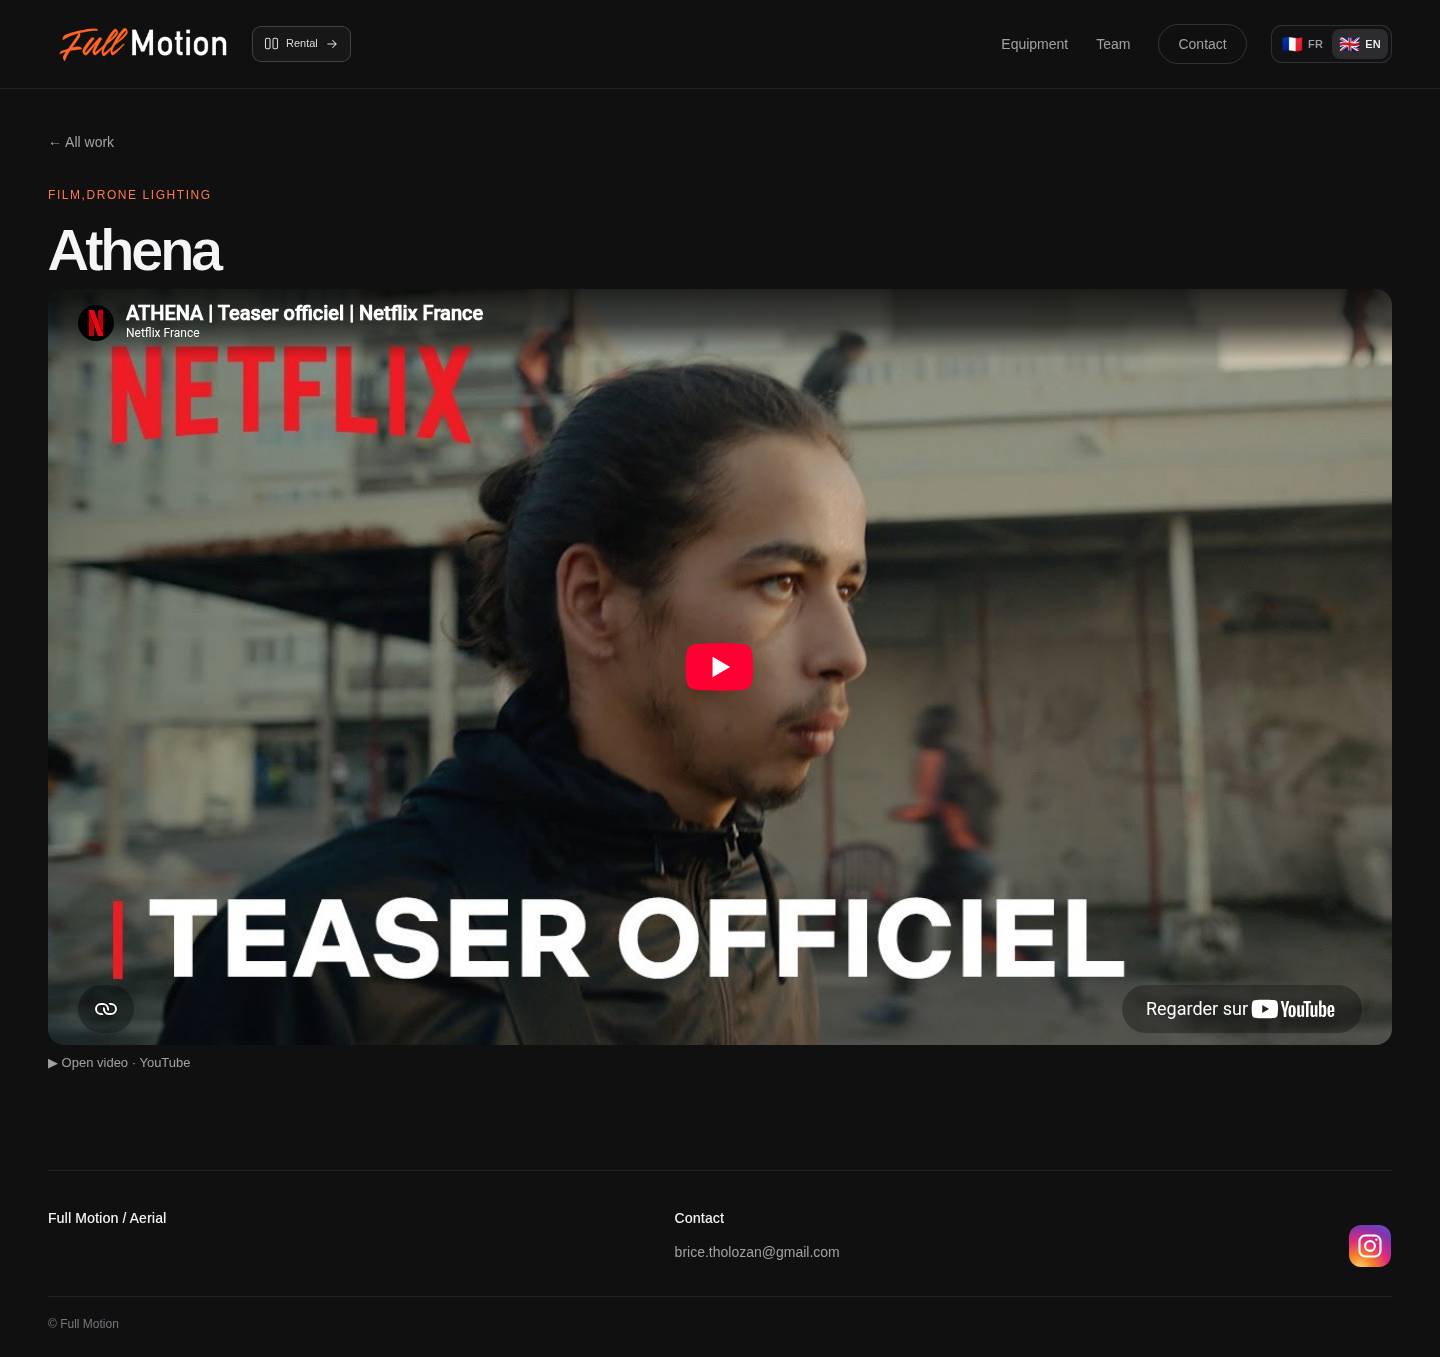 Full Motion
Rental →
Equipment
Team
Contact
🇫🇷 FR
🇬🇧 EN
← All work
FILM,DRONE LIGHTING
Athena
ATHENA | Teaser officiel | Netflix France
Netflix France
NETFLIX
| TEASER OFFICIEL
Regarder sur YouTube
▶ Open video · YouTube
Full Motion / Aerial
Contact
brice.tholozan@gmail.com
© Full Motion